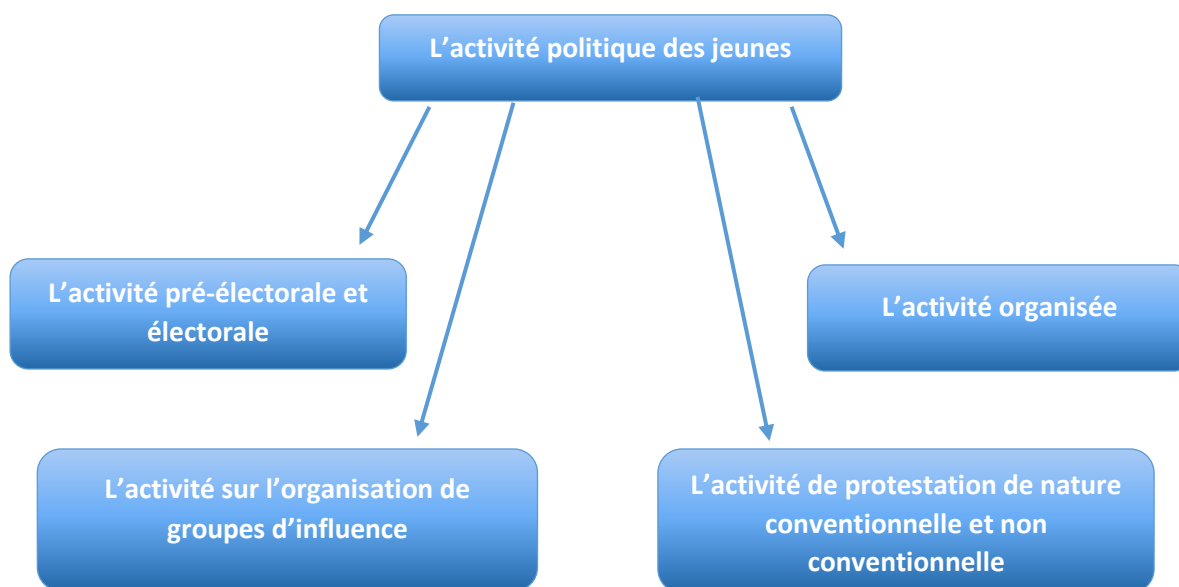 L’activité politique des jeunes
L’activité pré-électorale et
électorale
L’activité organisée
L’activité sur l’organisation de
groupes d’influence
L’activité de protestation de nature
conventionnelle et non
conventionnelle